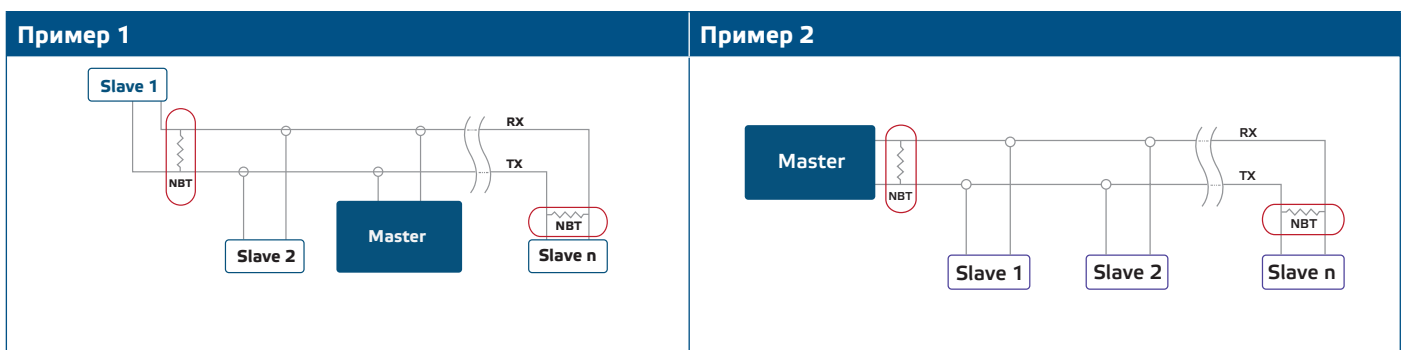 Пример 1
Slave 1
RX
TX
NBT
NBT
Master
Slave 2
Slave n
Пример 2
RX
Master
TX
NBT
NBT
Slave 1
Slave 2
Slave n